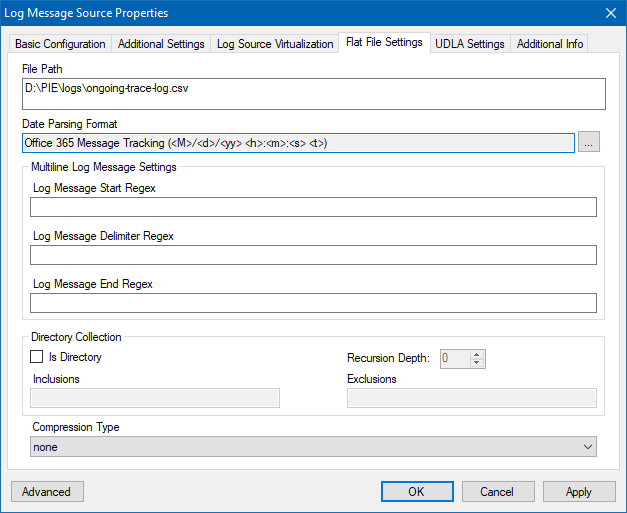 Log Message Source Properties
Basic Configuration Additional Settings Log Source Virtualization Flat File Settings UDLA Settings Additional Info
File Path
D:\PIE\logs\ongoing-trace-log.csv
Date Parsing Format
Office 365 Message Tracking (<M>/<d>/<yy> <h>:<m>:<s> <t>)
...
Multiline Log Message Settings
Log Message Start Regex
Log Message Delimiter Regex
Log Message End Regex
Directory Collection
Is Directory Recursion Depth: 0
Inclusions Exclusions
Compression Type
none
Advanced OK Cancel Apply